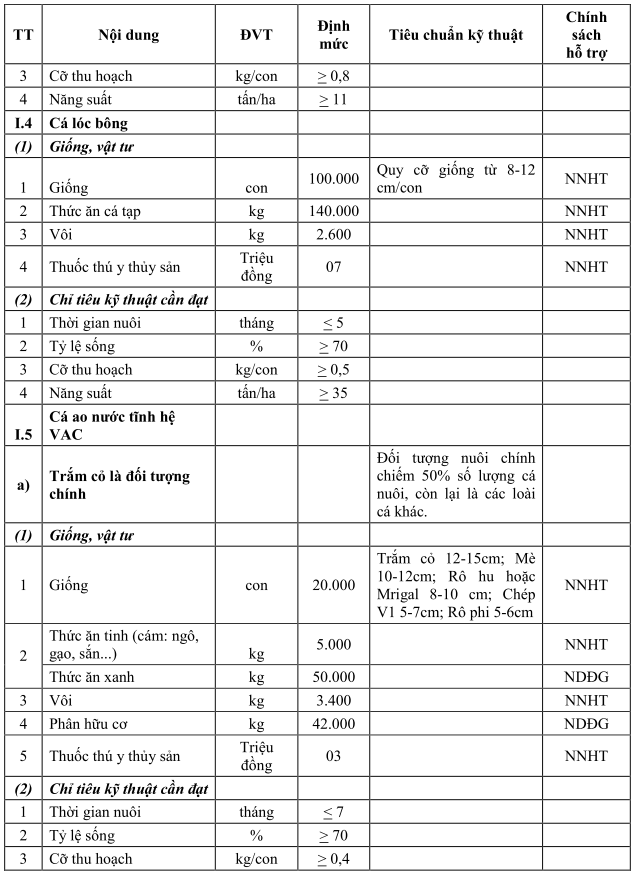 TT Nội dung ĐVT Định mức Tiêu chuẩn kỹ thuật Chính sách hỗ trợ
3 Cỡ thu hoạch kg/con ≥ 0,8
4 Năng suất tấn/ha ≥ 11
I.4 Cá lóc bông
(1) Giống, vật tư
1 Giống con 100.000 Quy cỡ giống từ 8-12 cm/con NNHT
2 Thức ăn cá tạp kg 140.000 NNHT
3 Vôi kg 2.600 NNHT
4 Thuốc thú y thủy sản Triệu đồng 07 NNHT
(2) Chỉ tiêu kỹ thuật cần đạt
1 Thời gian nuôi tháng ≤ 5
2 Tỷ lệ sống % ≥ 70
3 Cỡ thu hoạch kg/con ≥ 0,5
4 Năng suất tấn/ha ≥ 35
I.5 Cá ao nước tĩnh hệ VAC
a) Trắm cỏ là đối tượng chính Đối tượng nuôi chính chiếm 50% số lượng cá nuôi, còn lại là các loài cá khác.
(1) Giống, vật tư
1 Giống con 20.000 Trắm cỏ 12-15cm; Mè 10-12cm; Rô hu hoặc Mrigal 8-10 cm; Chép V1 5-7cm; Rô phi 5-6cm NNHT
2 Thức ăn tinh (cám: ngô, gạo, sắn...) kg 5.000 NNHT
Thức ăn xanh 50.000 NDĐG
3 Vôi kg 3.400 NNHT
4 Phân hữu cơ kg 42.000 NDĐG
5 Thuốc thú y thủy sản Triệu đồng 03 NNHT
(2) Chỉ tiêu kỹ thuật cần đạt
1 Thời gian nuôi tháng ≤ 7
2 Tỷ lệ sống % ≥ 70
3 Cỡ thu hoạch kg/con ≥ 0,4